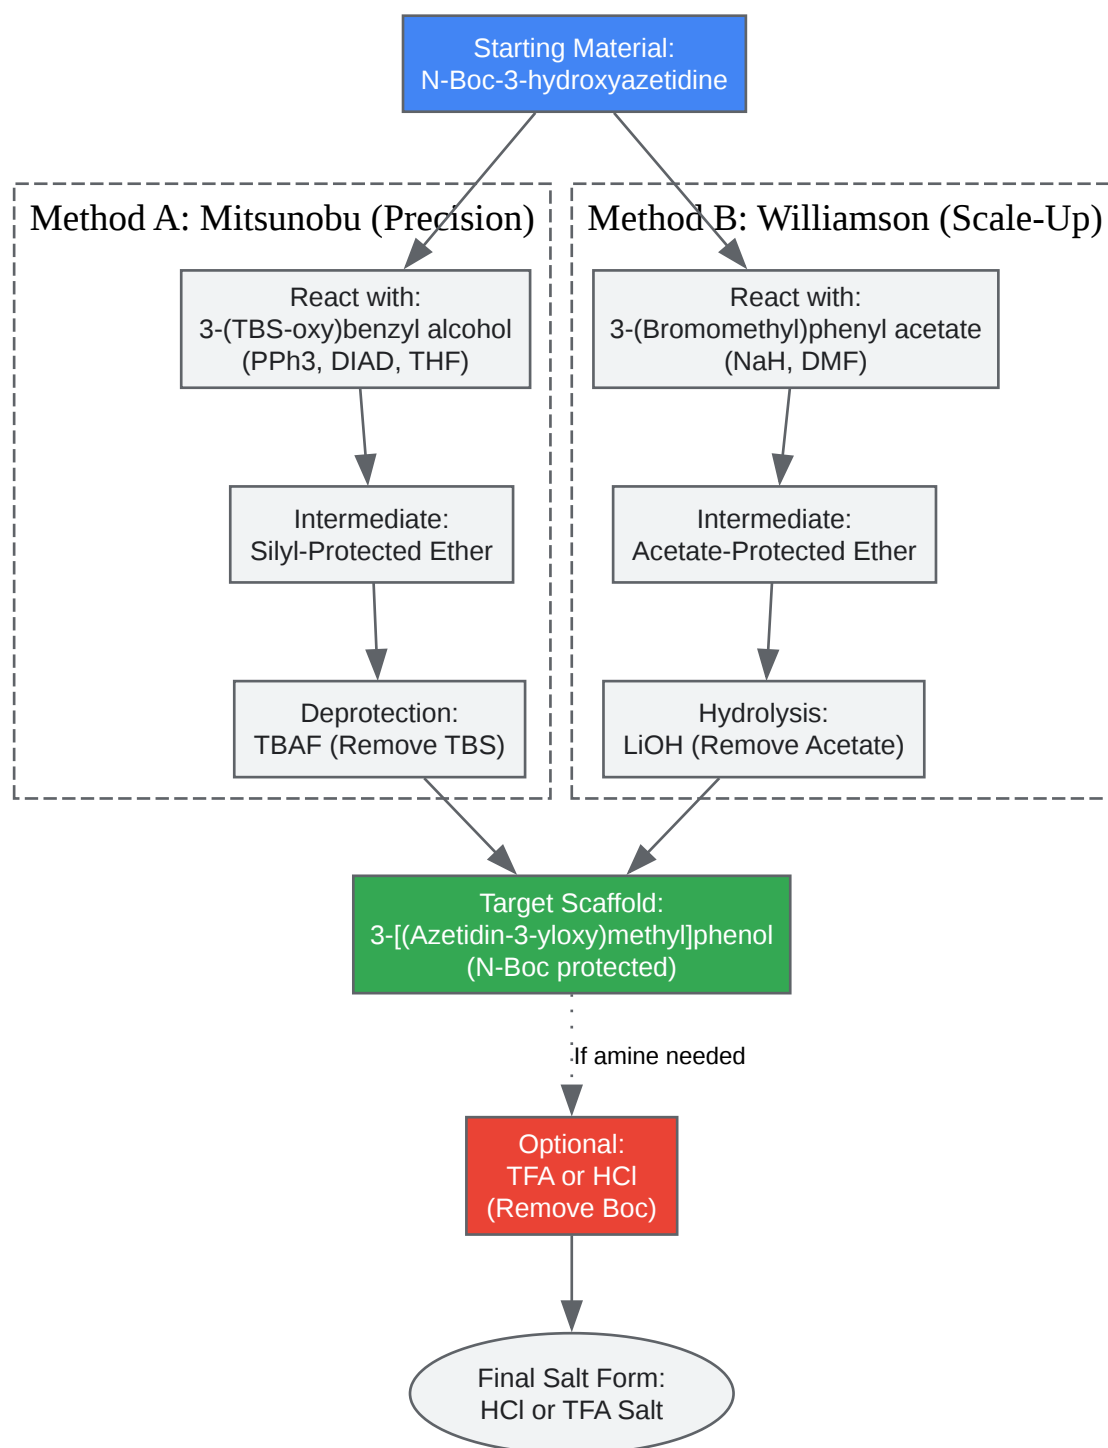 Starting Material:
N-Boc-3-hydroxyazetidine
Method A: Mitsunobu (Precision)
React with:
3-(TBS-oxy)benzyl alcohol
(PPh3, DIAD, THF)
Intermediate:
Silyl-Protected Ether
Deprotection:
TBAF (Remove TBS)
Method B: Williamson (Scale-Up)
React with:
3-(Bromomethyl)phenyl acetate
(NaH, DMF)
Intermediate:
Acetate-Protected Ether
Hydrolysis:
LiOH (Remove Acetate)
Target Scaffold:
3-[(Azetidin-3-yloxy)methyl]phenol
(N-Boc protected)
If amine needed
Optional:
TFA or HCl
(Remove Boc)
Final Salt Form:
HCl or TFA Salt